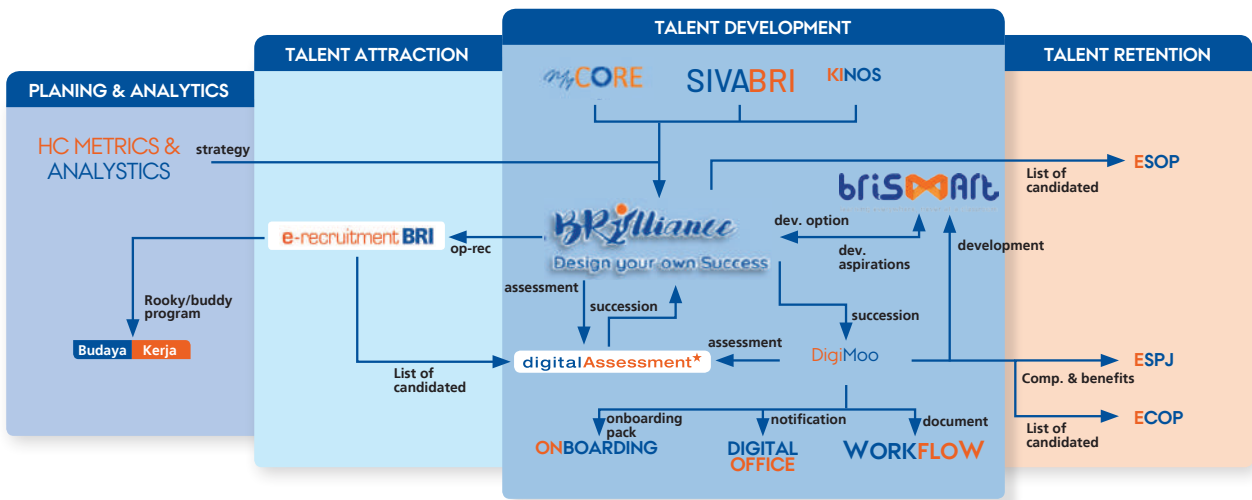 TALENT DEVELOPMENT
TALENT ATTRACTION
TALENT RETENTION
PLANING & ANALYTICS
myCORE
SIVABRI
KINOS
HC METRICS &
ANALYSTICS
strategy
ESOP
List of
candidated
briSMArt
BRIlliance
Design your own Success
dev. option
dev.
aspirations
development
e-recruitment BRI
op-rec
assessment
succession
succession
Rooky/buddy
program
Budaya Kerja
List of
candidated
digitalAssessment
assessment
DigiMoo
ESPJ
Comp. & benefits
ECOP
List of
candidated
onboarding
pack
notification
document
ONBOARDING
DIGITAL
OFFICE
WORKFLOW